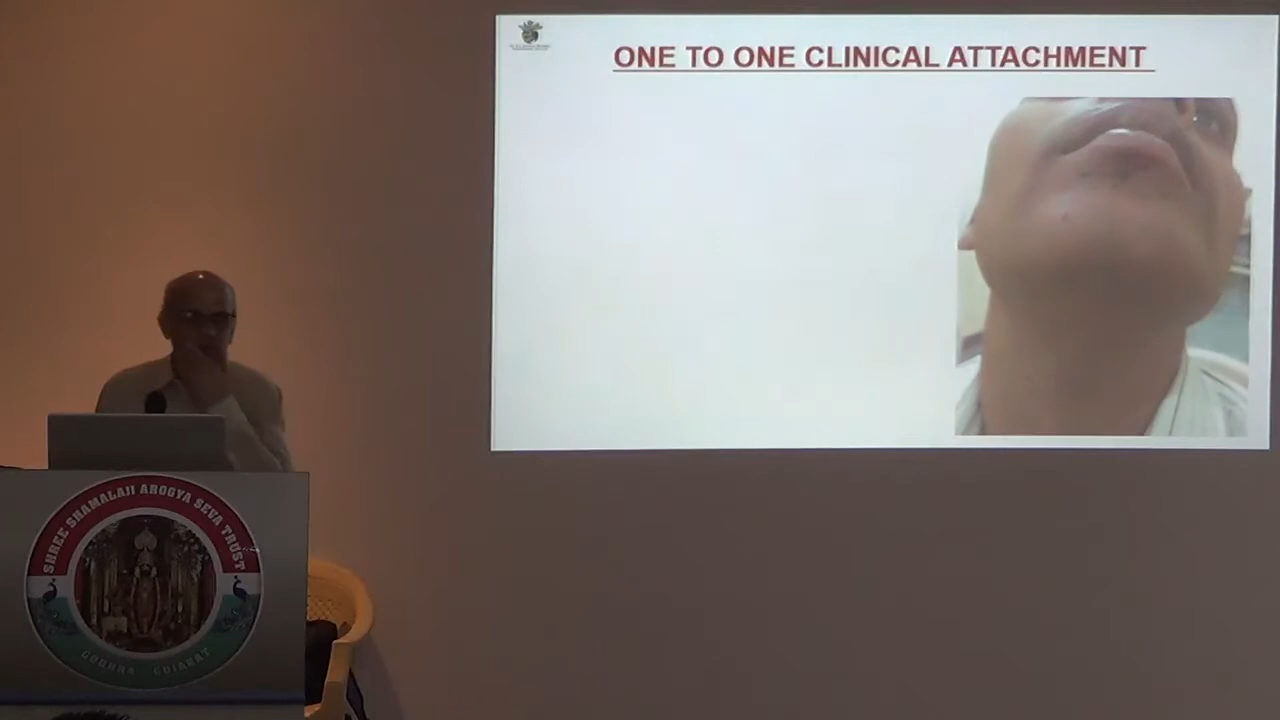 ONE TO ONE CLINICAL ATTACHMENT
SHREE SHAMALAJI AROGYA SEVA TRUST
GODHRA GUJARAT